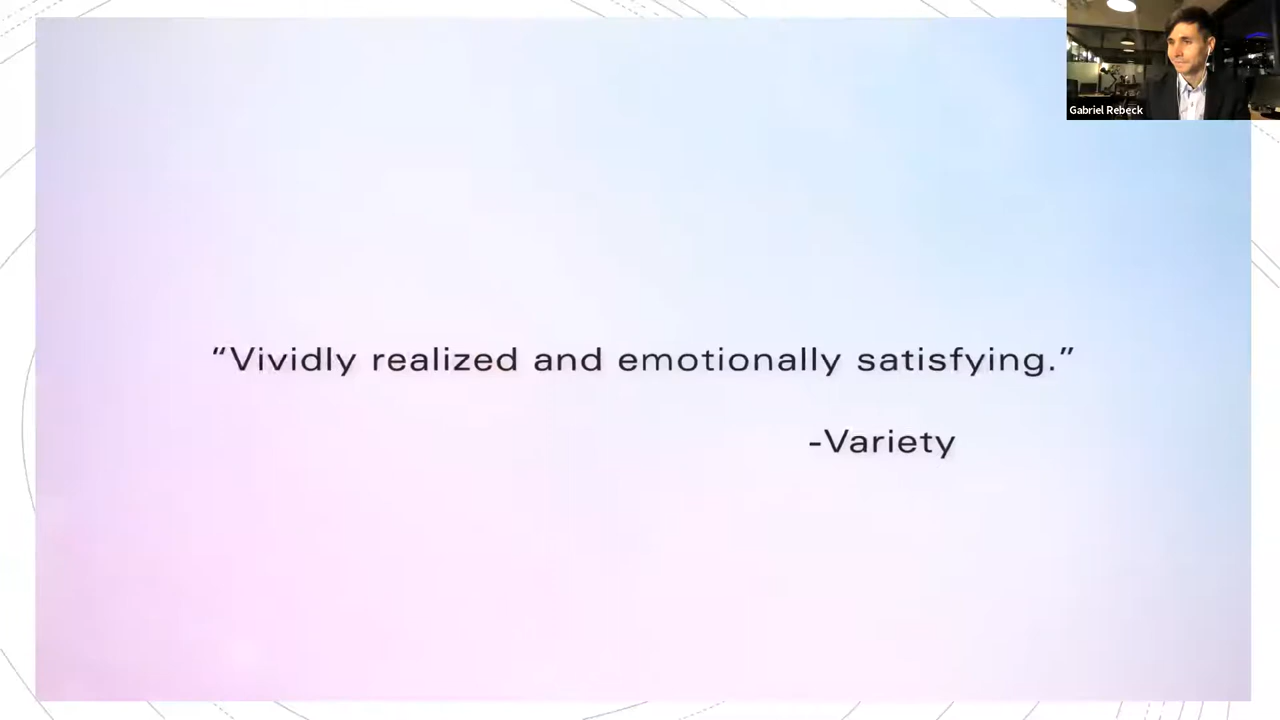 Gabriel Rebeck
“Vividly realized and emotionally satisfying.”
-Variety